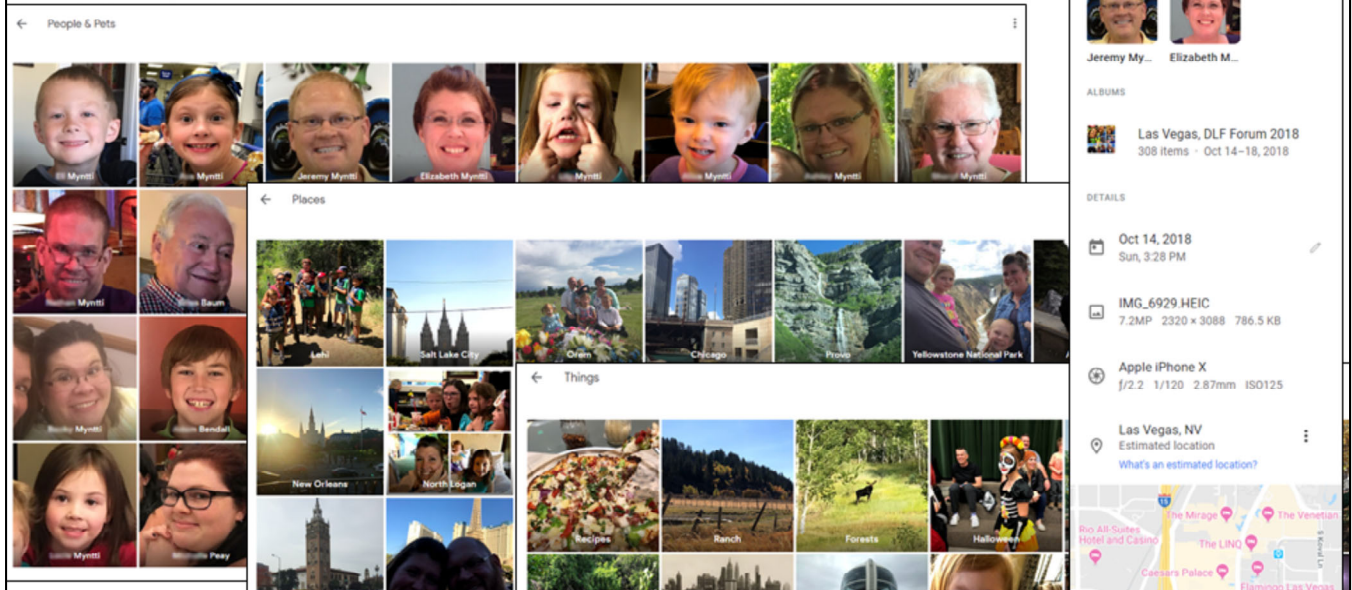 People & Pets
Myntti
Myntti
Jeremy Myntti
Elizabeth Myntti
Myntti
Myntti
Myntti
Myntti
Myntti
Baum
Myntti
Bendall
Myntti
Peay
Places
Lehi
Salt Lake City
Orem
Chicago
Provo
Yellowstone National Park
New Orleans
North Logan
Things
Recipes
Ranch
Forests
Halloween
Jeremy My...
Elizabeth M...
ALBUMS
Las Vegas, DLF Forum 2018
308 items · Oct 14–18, 2018
DETAILS
Oct 14, 2018
Sun, 3:28 PM
IMG_6929.HEIC
7.2MP 2320 × 3088 786.5 KB
Apple iPhone X
ƒ/2.2 1/120 2.87mm ISO125
Las Vegas, NV
Estimated location
What's an estimated location?
15
The Mirage
The Venetian
Rio All-Suites
Hotel and Casino
The LINQ
S Koval Ln
Caesars Palace
Flamingo Las Vegas